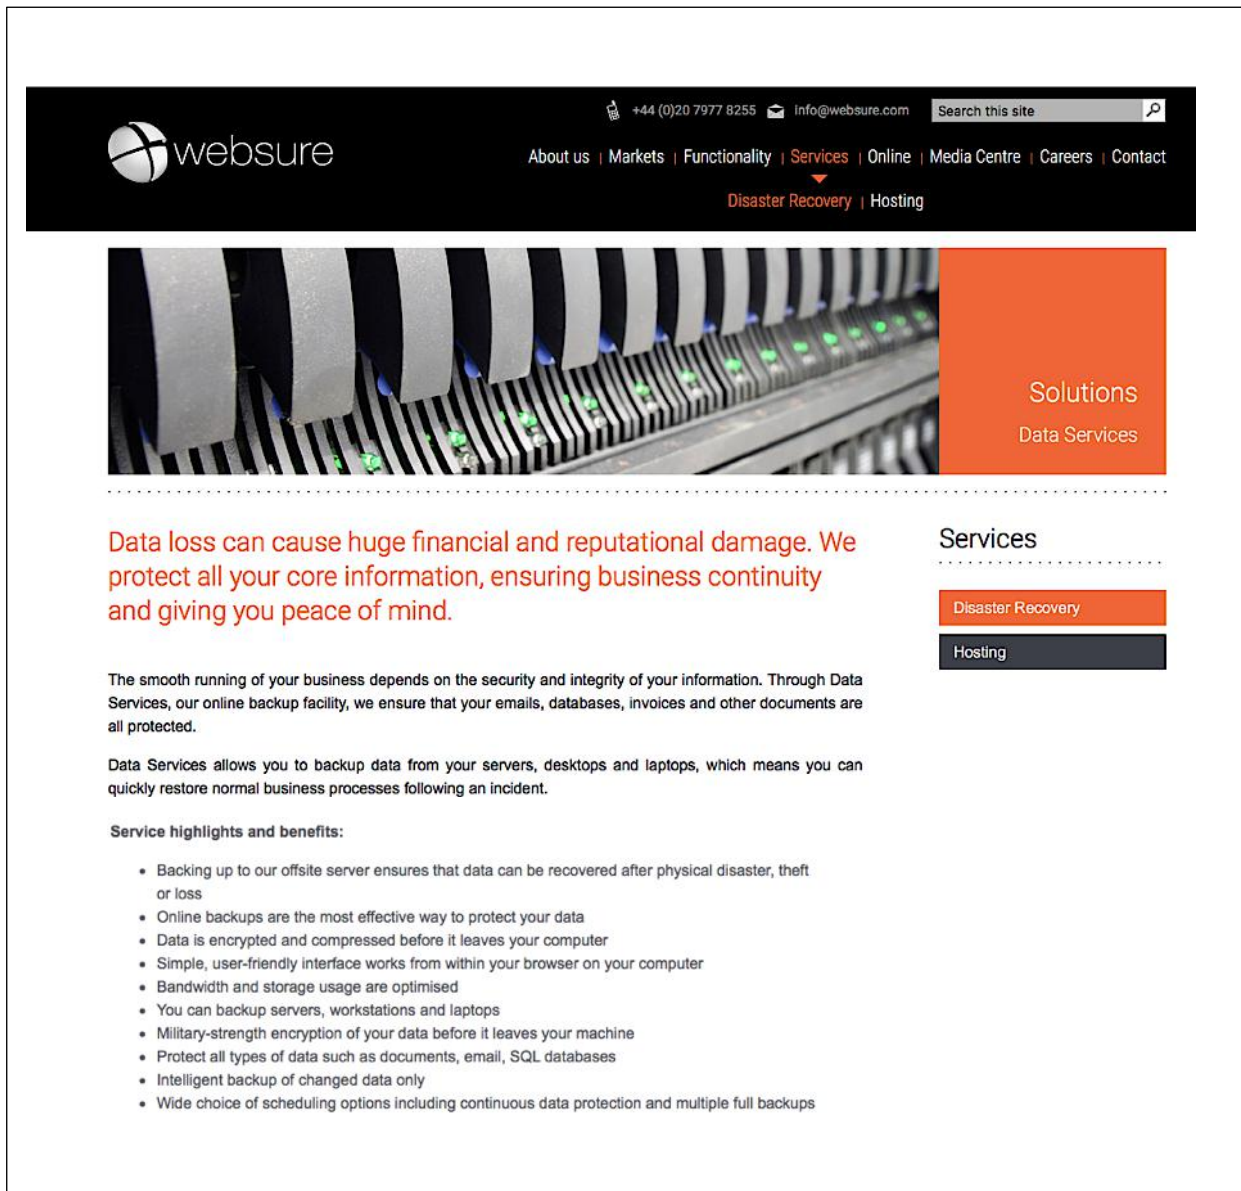 +44 (0)20 7977 8255 info@websure.com Search this site
websure
About us | Markets | Functionality | Services | Online | Media Centre | Careers | Contact
Disaster Recovery | Hosting
Solutions
Data Services
Data loss can cause huge financial and reputational damage. We
protect all your core information, ensuring business continuity
and giving you peace of mind.
The smooth running of your business depends on the security and integrity of your information. Through Data
Services, our online backup facility, we ensure that your emails, databases, invoices and other documents are
all protected.
Data Services allows you to backup data from your servers, desktops and laptops, which means you can
quickly restore normal business processes following an incident.
Service highlights and benefits:
• Backing up to our offsite server ensures that data can be recovered after physical disaster, theft
or loss
• Online backups are the most effective way to protect your data
• Data is encrypted and compressed before it leaves your computer
• Simple, user-friendly interface works from within your browser on your computer
• Bandwidth and storage usage are optimised
• You can backup servers, workstations and laptops
• Military-strength encryption of your data before it leaves your machine
• Protect all types of data such as documents, email, SQL databases
• Intelligent backup of changed data only
• Wide choice of scheduling options including continuous data protection and multiple full backups
Services
Disaster Recovery
Hosting